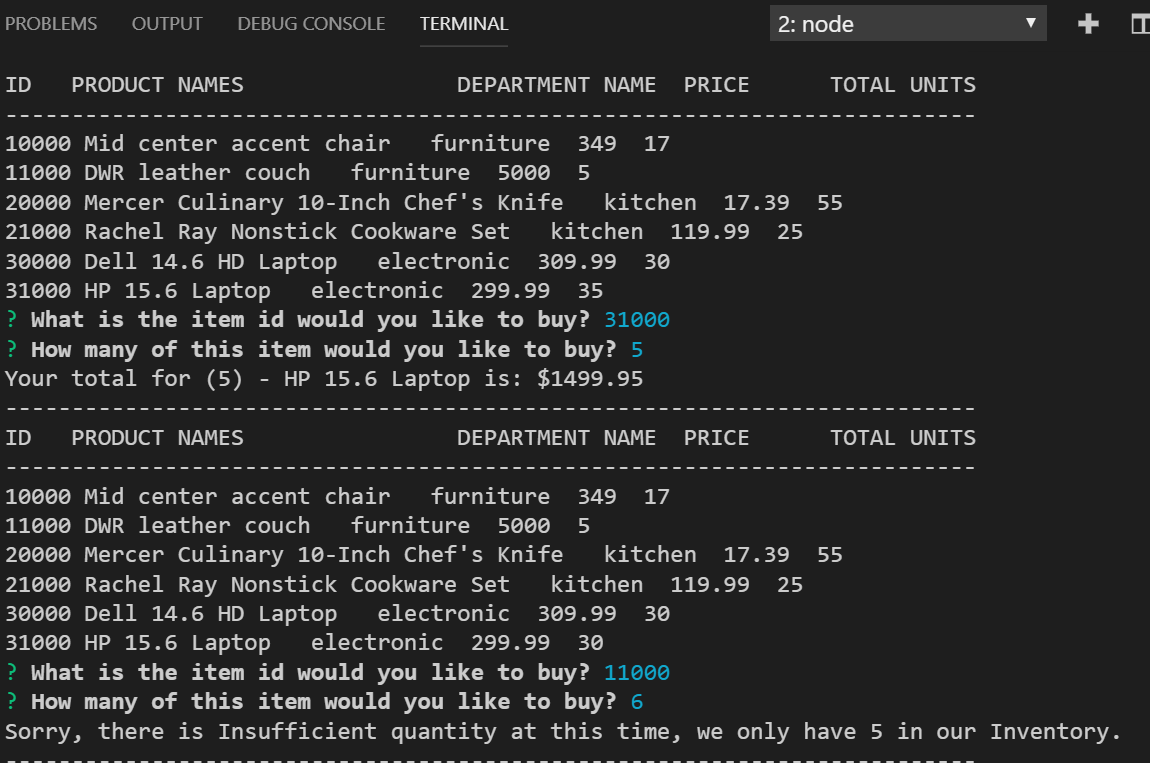 PROBLEMS OUTPUT DEBUG CONSOLE TERMINAL 2: node
ID   PRODUCT NAMES                DEPARTMENT NAME  PRICE      TOTAL UNITS
-------------------------------------------------------------------------
10000 Mid center accent chair   furniture  349  17
11000 DWR leather couch   furniture  5000  5
20000 Mercer Culinary 10-Inch Chef's Knife   kitchen  17.39  55
21000 Rachel Ray Nonstick Cookware Set   kitchen  119.99  25
30000 Dell 14.6 HD Laptop   electronic  309.99  30
31000 HP 15.6 Laptop   electronic  299.99  35
? What is the item id would you like to buy? 31000
? How many of this item would you like to buy? 5
Your total for (5) - HP 15.6 Laptop is: $1499.95
-------------------------------------------------------------------------
ID   PRODUCT NAMES                DEPARTMENT NAME  PRICE      TOTAL UNITS
-------------------------------------------------------------------------
10000 Mid center accent chair   furniture  349  17
11000 DWR leather couch   furniture  5000  5
20000 Mercer Culinary 10-Inch Chef's Knife   kitchen  17.39  55
21000 Rachel Ray Nonstick Cookware Set   kitchen  119.99  25
30000 Dell 14.6 HD Laptop   electronic  309.99  30
31000 HP 15.6 Laptop   electronic  299.99  30
? What is the item id would you like to buy? 11000
? How many of this item would you like to buy? 6
Sorry, there is Insufficient quantity at this time, we only have 5 in our Inventory.
-------------------------------------------------------------------------